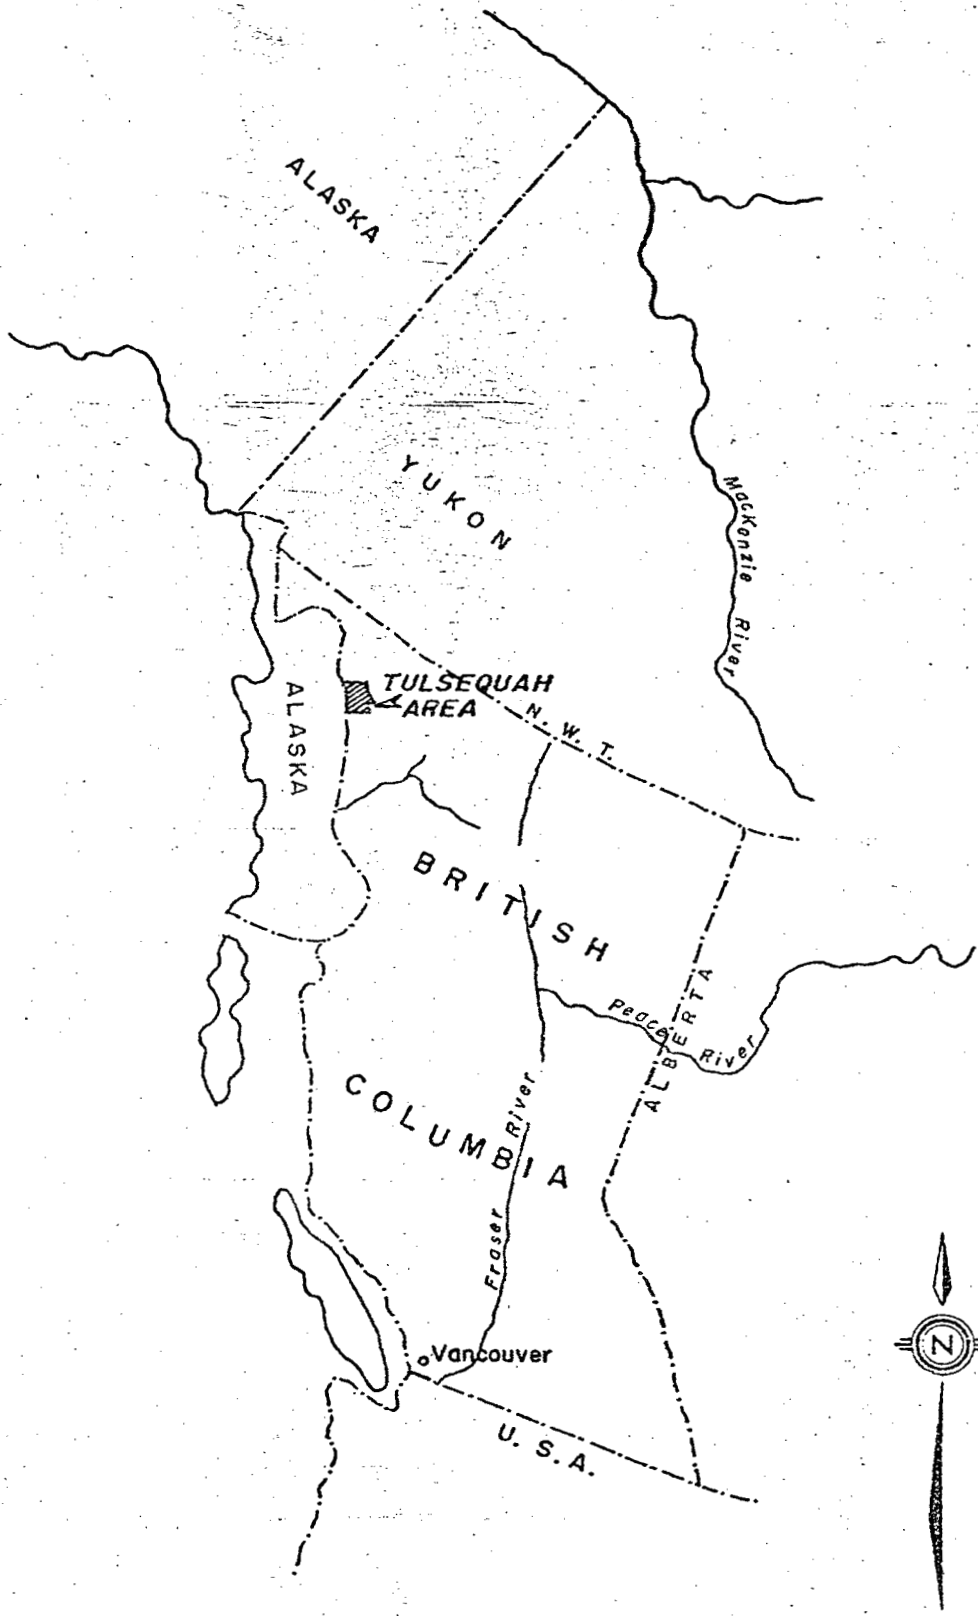 ALASKA
YUKON
MacKenzie River
TULSEQUAH
AREA
N. W. T.
ALASKA
BRITISH
Peace River
ALBERTA
COLUMBIA
Fraser River
Vancouver
U. S. A.
N